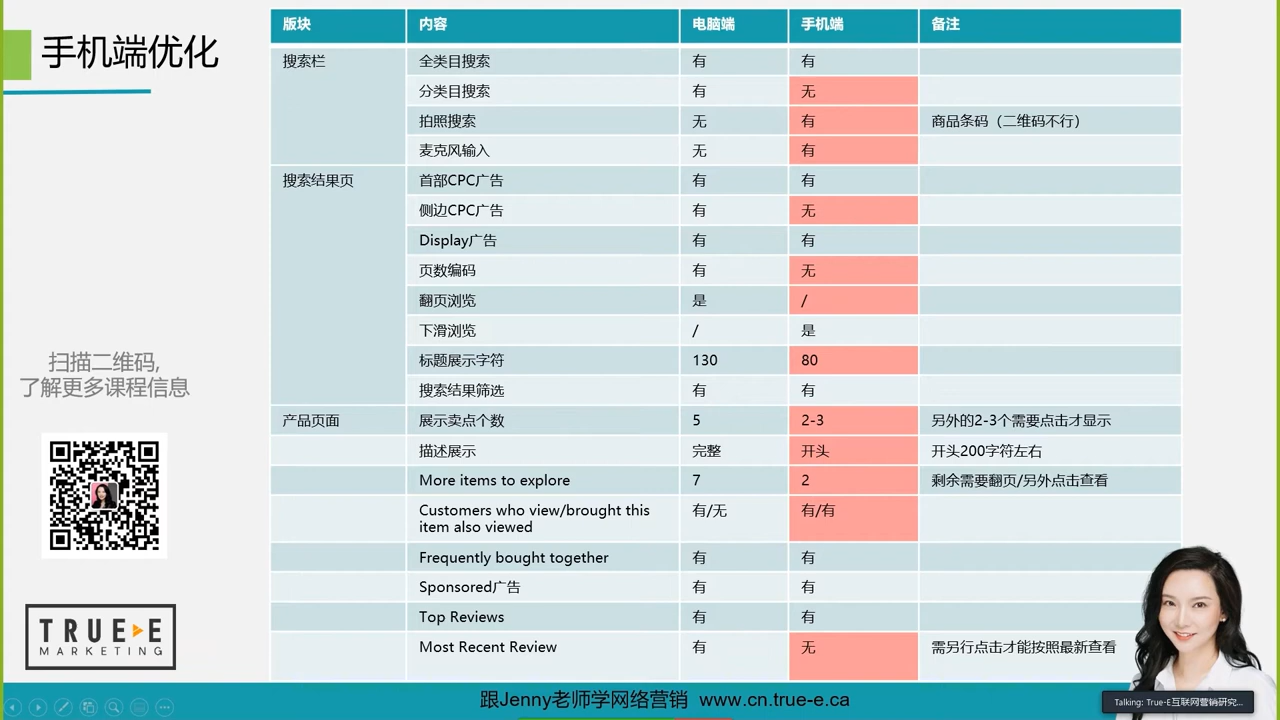 手机端优化
版块 内容 电脑端 手机端 备注
搜索栏 全类目搜索 有 有
分类目搜索 有 无
拍照搜索 无 有 商品条码（二维码不行）
麦克风输入 无 有
搜索结果页 首部CPC广告 有 有
侧边CPC广告 有 无
Display广告 有 有
页数编码 有 无
翻页浏览 是 /
下滑浏览 / 是
标题展示字符 130 80
搜索结果筛选 有 有
产品页面 展示卖点个数 5 2-3 另外的2-3个需要点击才显示
描述展示 完整 开头 开头200字符左右
More items to explore 7 2 剩余需要翻页/另外点击查看
Customers who view/brought this 有/无 有/有
item also viewed
Frequently bought together 有 有
Sponsored广告 有 有
Top Reviews 有 有
Most Recent Review 有 无 需另行点击才能按照最新查看
扫描二维码,
了解更多课程信息
TRUE E
MARKETING
跟Jenny老师学网络营销 www.cn.true-e.ca
Talking: True-E互联网营销研究...